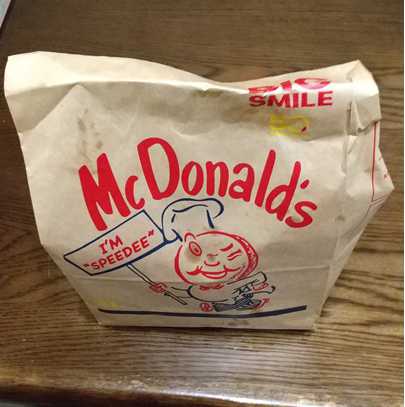 BIG
SMILE
McDonald's
I'M
"SPEEDEE"